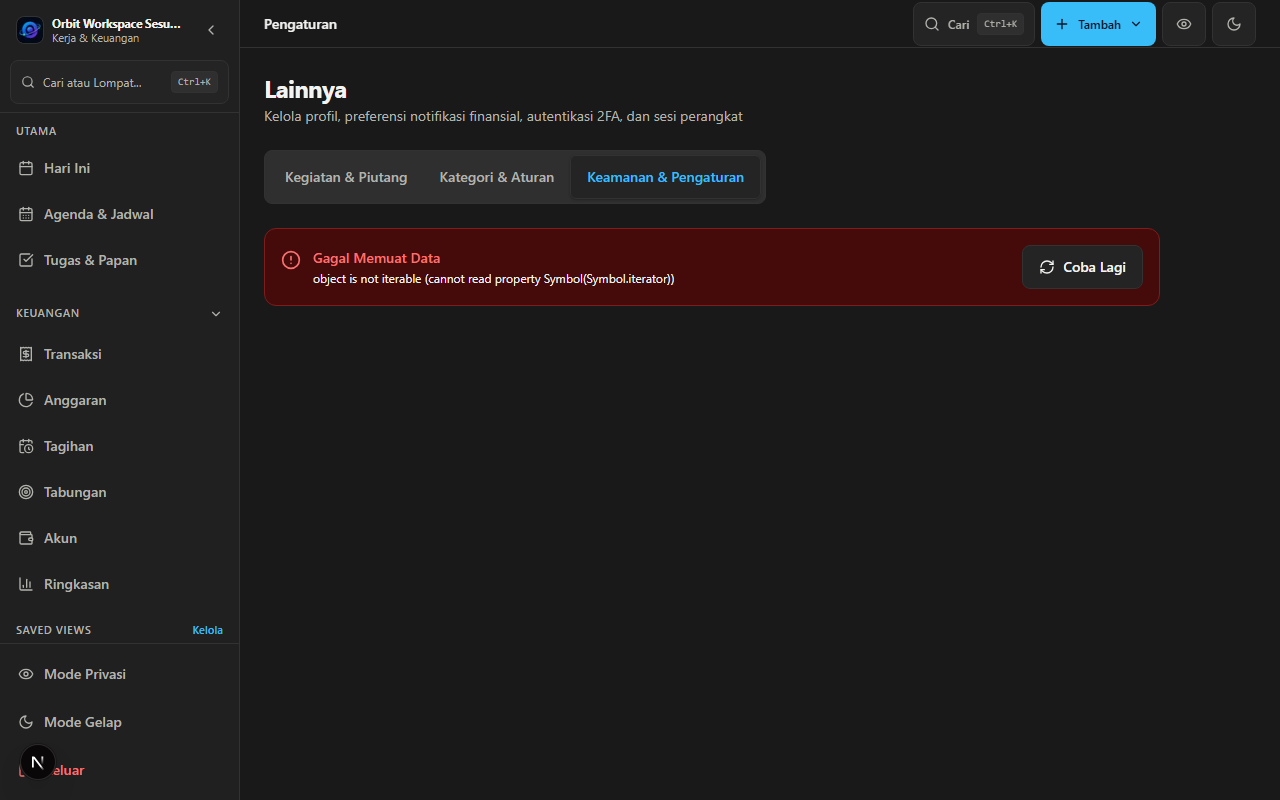 Orbit Workspace Sesu...
Kerja & Keuangan
Cari atau Lompat... Ctrl+K
UTAMA
Hari Ini
Agenda & Jadwal
Tugas & Papan
KEUANGAN
Transaksi
Anggaran
Tagihan
Tabungan
Akun
Ringkasan
SAVED VIEWS Kelola
Mode Privasi
Mode Gelap
N
eluar
Pengaturan
Cari Ctrl+K
Tambah
Lainnya
Kelola profil, preferensi notifikasi finansial, autentikasi 2FA, dan sesi perangkat
Kegiatan & Piutang Kategori & Aturan Keamanan & Pengaturan
Gagal Memuat Data
object is not iterable (cannot read property Symbol(Symbol.iterator))
Coba Lagi